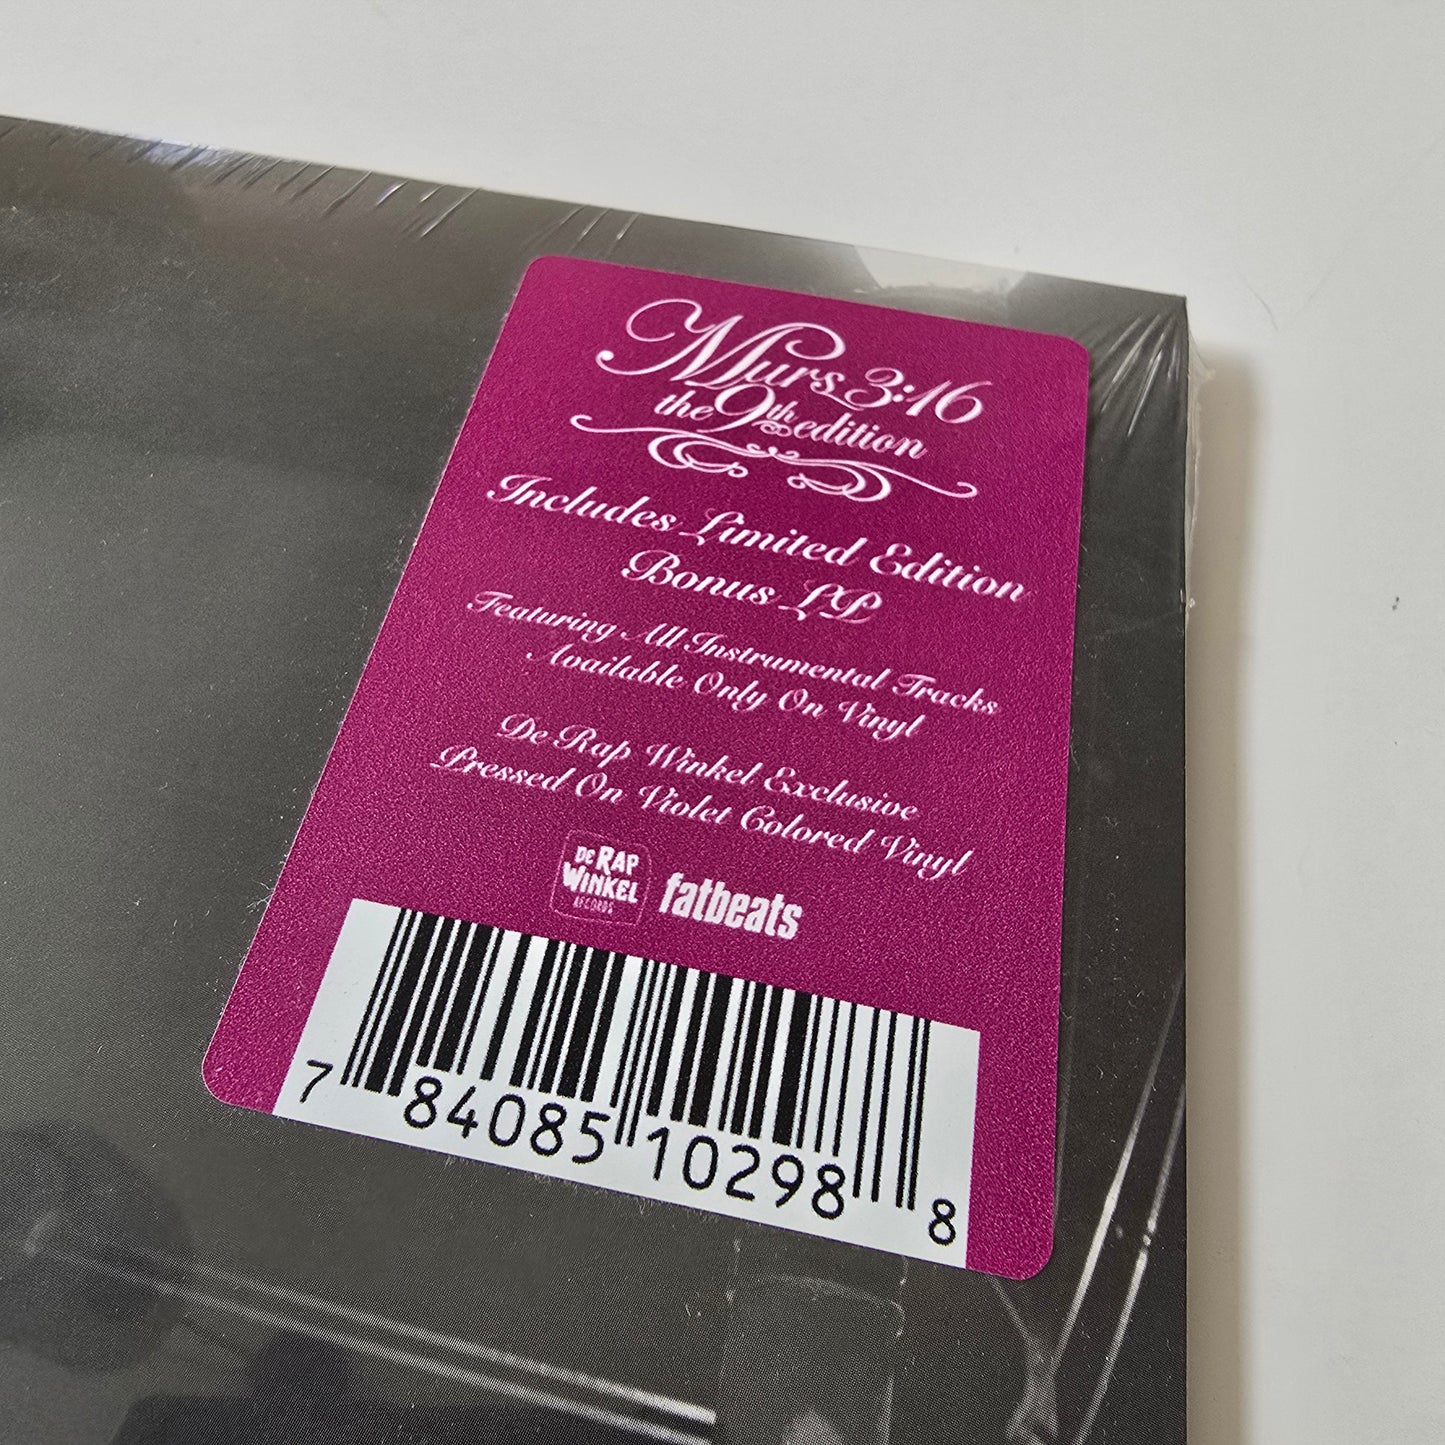 Murs 3:16
the 9th edition
Includes Limited Edition
Bonus LP
Featuring All Instrumental Tracks
Available Only On Vinyl
De Rap Winkel Exclusive
Pressed On Violet Colored Vinyl
De RAP
WINKEL
RECORDS
fatbeats
7 84085 10298 8